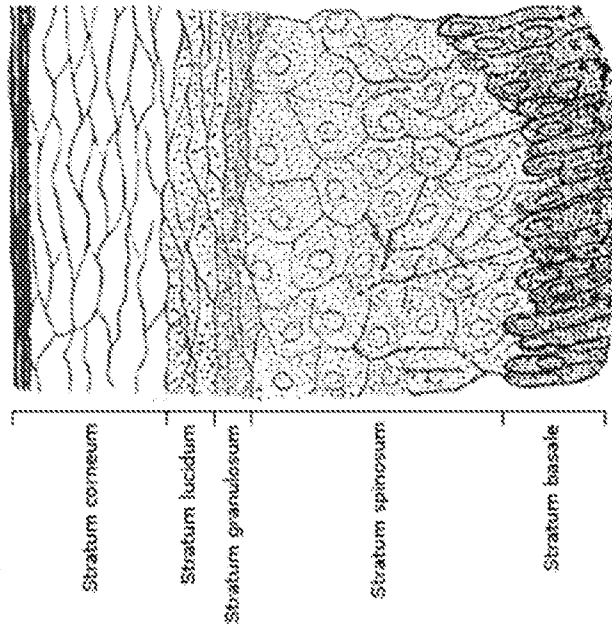 Stratum corneum
Stratum lucidum
Stratum granulosum
Stratum spinosum
Stratum basale